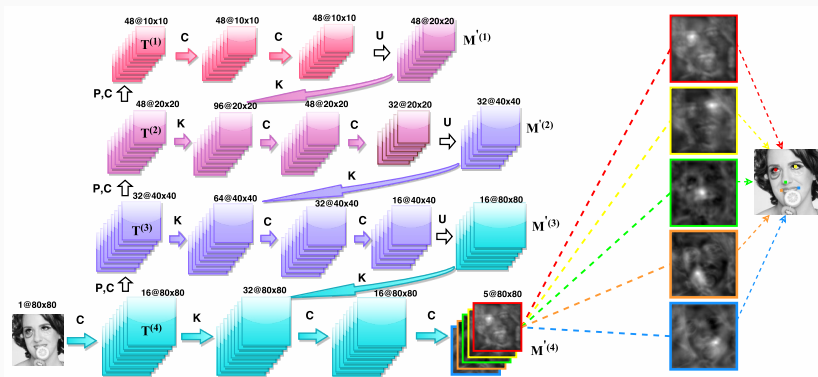 48@10x10 48@10x10 48@10x10 48@20x20
T(1) C C U M'(1)
P,C K
48@20x20 96@20x20 48@20x20 32@20x20 32@40x40
T(2) K C C U M'(2)
P,C K
32@40x40 64@40x40 32@40x40 16@40x40 16@80x80
T(3) K C C U M'(3)
P,C K
1@80x80 16@80x80 32@80x80 16@80x80 5@80x80
C T(4) K C C M'(4)